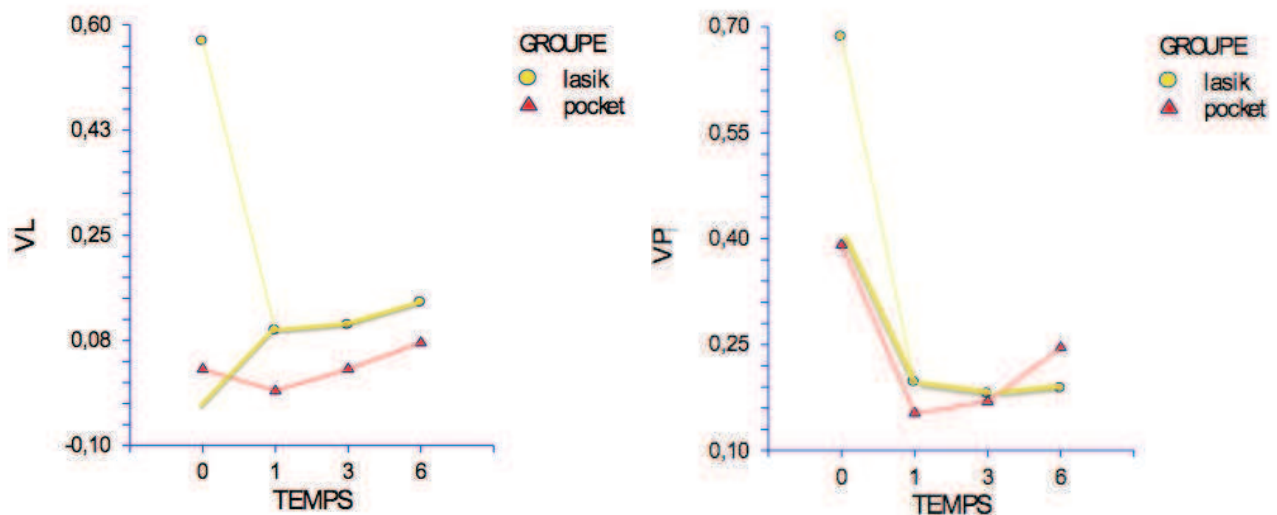 0,60
0,43
0,25
0,08
-0,10
VL
0 1 3 6
TEMPS
GROUPE
lasik
pocket
0,70
0,55
0,40
0,25
0,10
VP
0 1 3 6
TEMPS
GROUPE
lasik
pocket